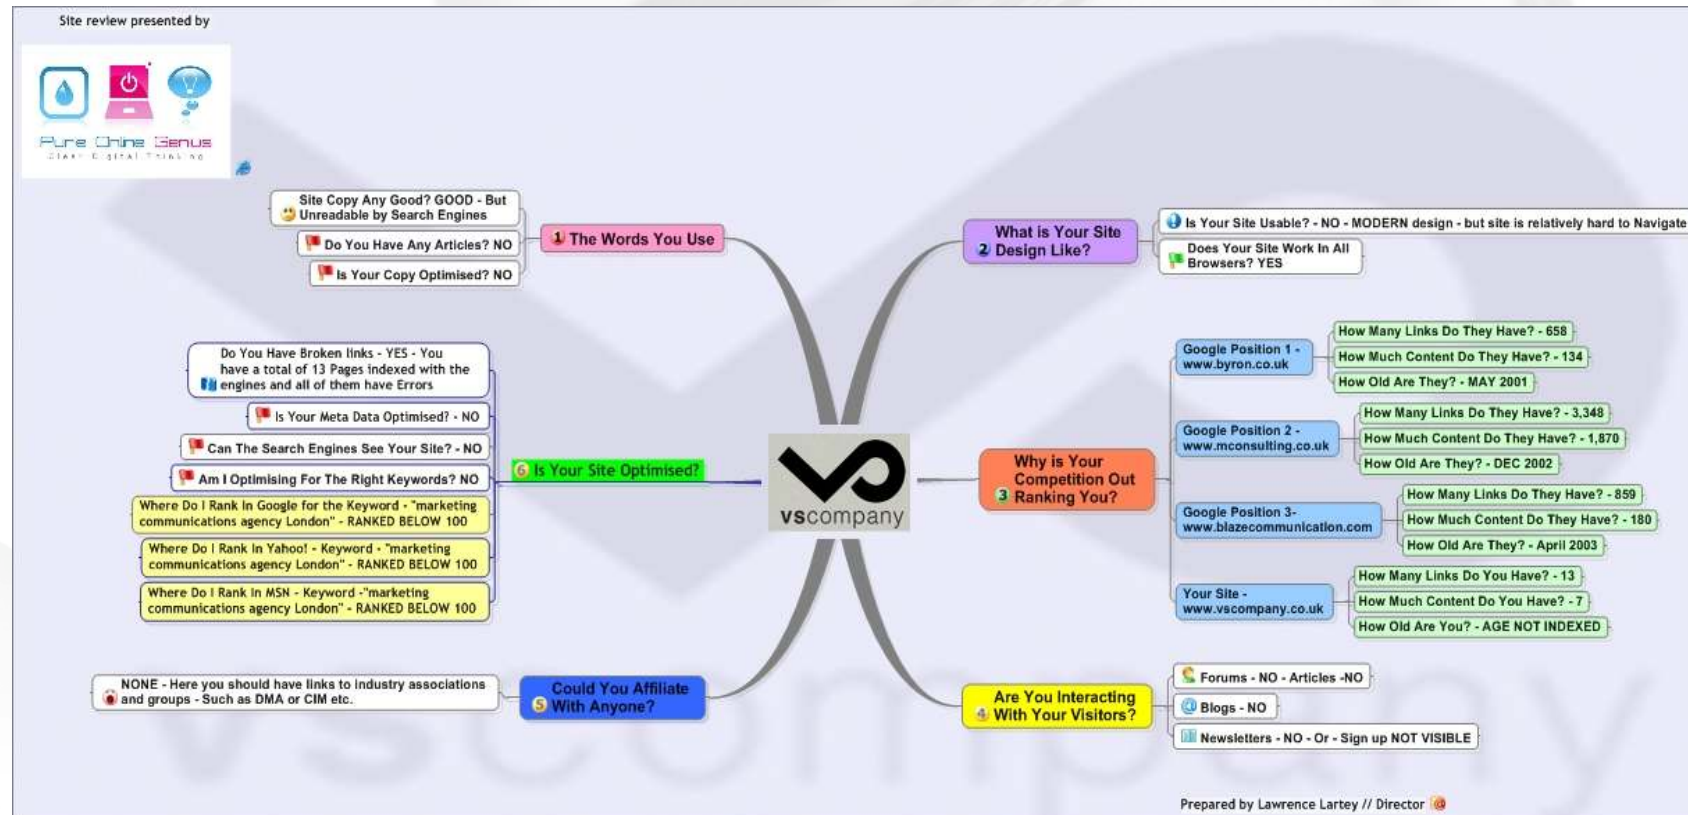 Site review presented by
Pure Online Genius
Clear Digital Thinking
Site Copy Any Good? GOOD - But
Unreadable by Search Engines
Do You Have Any Articles? NO
Is Your Copy Optimised? NO
1 The Words You Use
What is Your Site
2 Design Like?
Is Your Site Usable? - NO - MODERN design - but site is relatively hard to Navigate
Does Your Site Work In All
Browsers? YES
Why is Your
Competition Out
3 Ranking You?
Google Position 1 -
www.byron.co.uk
How Many Links Do They Have? - 658
How Much Content Do They Have? - 134
How Old Are They? - MAY 2001
Google Position 2 -
www.mconsulting.co.uk
How Many Links Do They Have? - 3,348
How Much Content Do They Have? - 1,870
How Old Are They? - DEC 2002
Google Position 3-
www.blazecommunication.com
How Many Links Do They Have? - 859
How Much Content Do They Have? - 180
How Old Are They? - April 2003
Your Site -
www.vscompany.co.uk
How Many Links Do You Have? - 13
How Much Content Do You Have? - 7
How Old Are You? - AGE NOT INDEXED
Are You Interacting
4 With Your Visitors?
Forums - NO - Articles -NO
Blogs - NO
Newsletters - NO - Or - Sign up NOT VISIBLE
Could You Affiliate
5 With Anyone?
NONE - Here you should have links to industry associations
and groups - Such as DMA or CIM etc.
6 Is Your Site Optimised?
Do You Have Broken links - YES - You
have a total of 13 Pages indexed with the
engines and all of them have Errors
Is Your Meta Data Optimised? - NO
Can The Search Engines See Your Site? - NO
Am I Optimising For The Right Keywords? NO
Where Do I Rank In Google for the Keyword - "marketing
communications agency London" - RANKED BELOW 100
Where Do I Rank In Yahoo! - Keyword - "marketing
communications agency London" - RANKED BELOW 100
Where Do I Rank In MSN - Keyword -"marketing
communications agency London" - RANKED BELOW 100
vscompany
vscompany
Prepared by Lawrence Lartey // Director